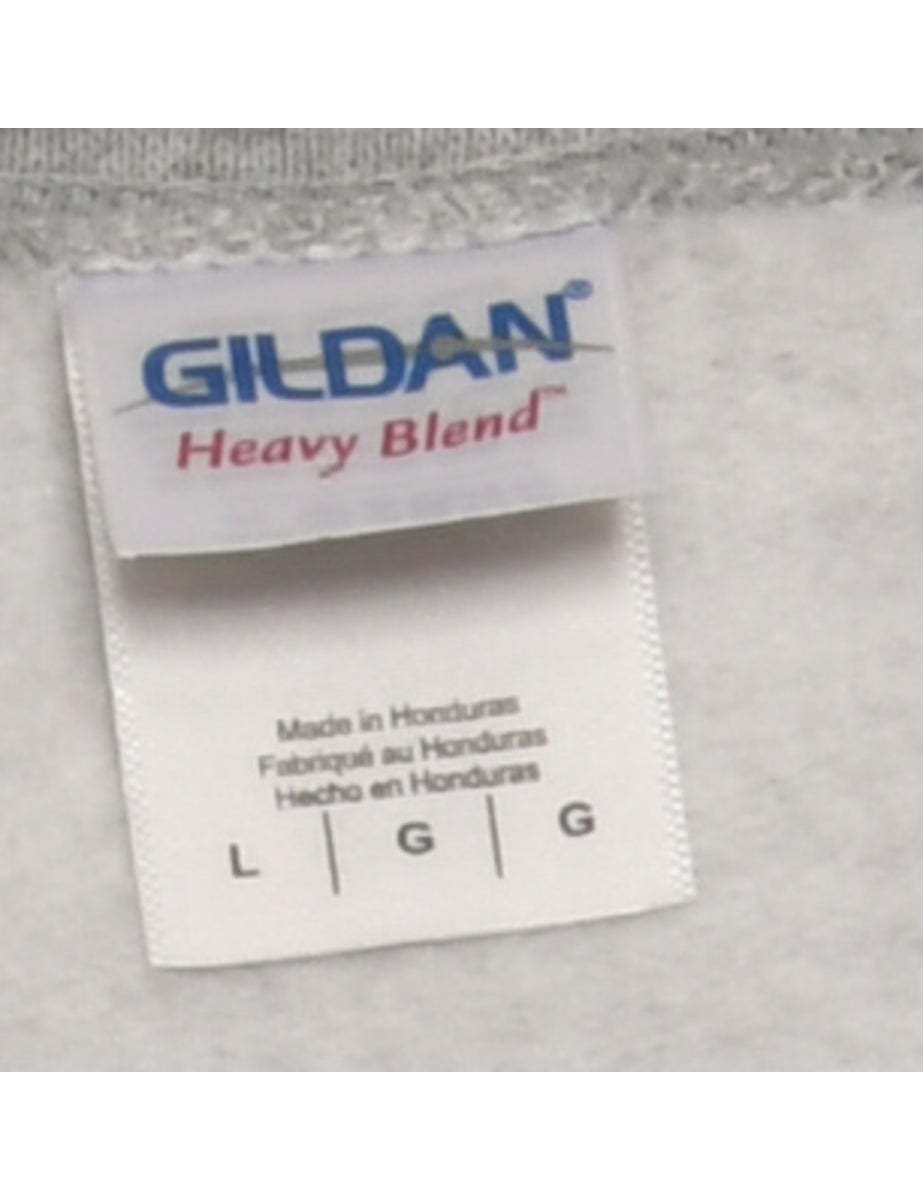 GILDAN®
Heavy Blend™
Made in Honduras
Fabriqué au Honduras
Hecho en Honduras
L | G | G